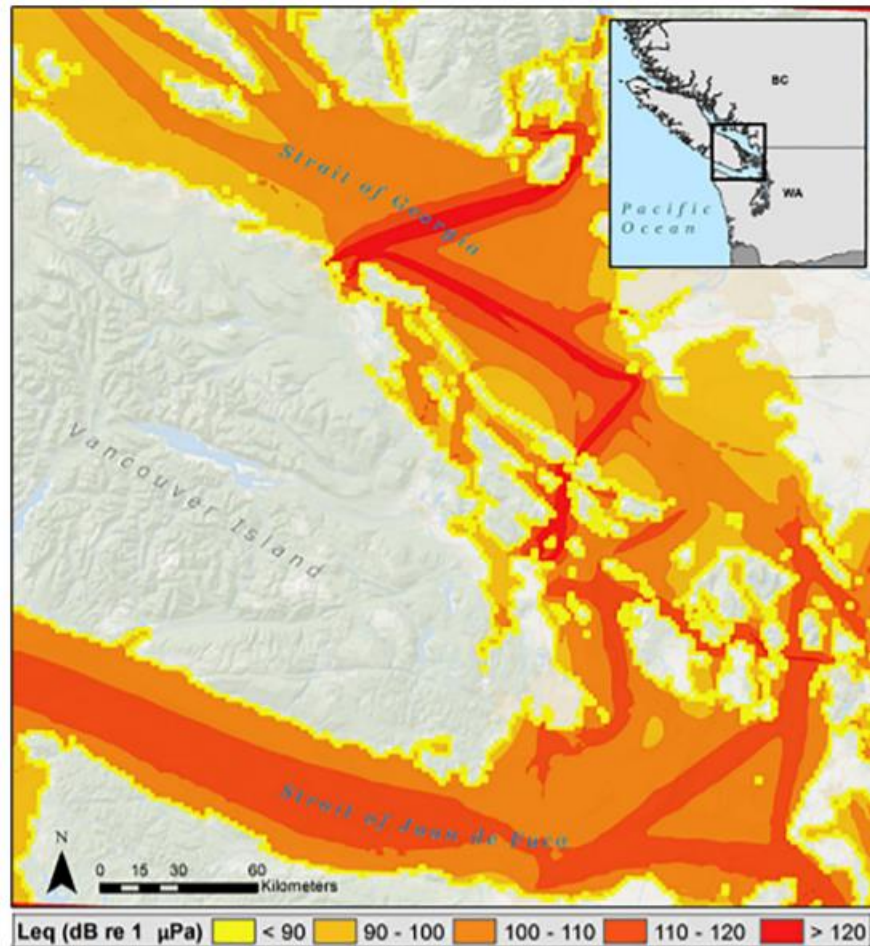 BC
WA
Pacific
Ocean
Strait of Georgia
Vancouver Island
Strait of Juan de Fuca
N
0 15 30 60
Kilometers
Leq (dB re 1 μPa) < 90 90 - 100 100 - 110 110 - 120 > 120